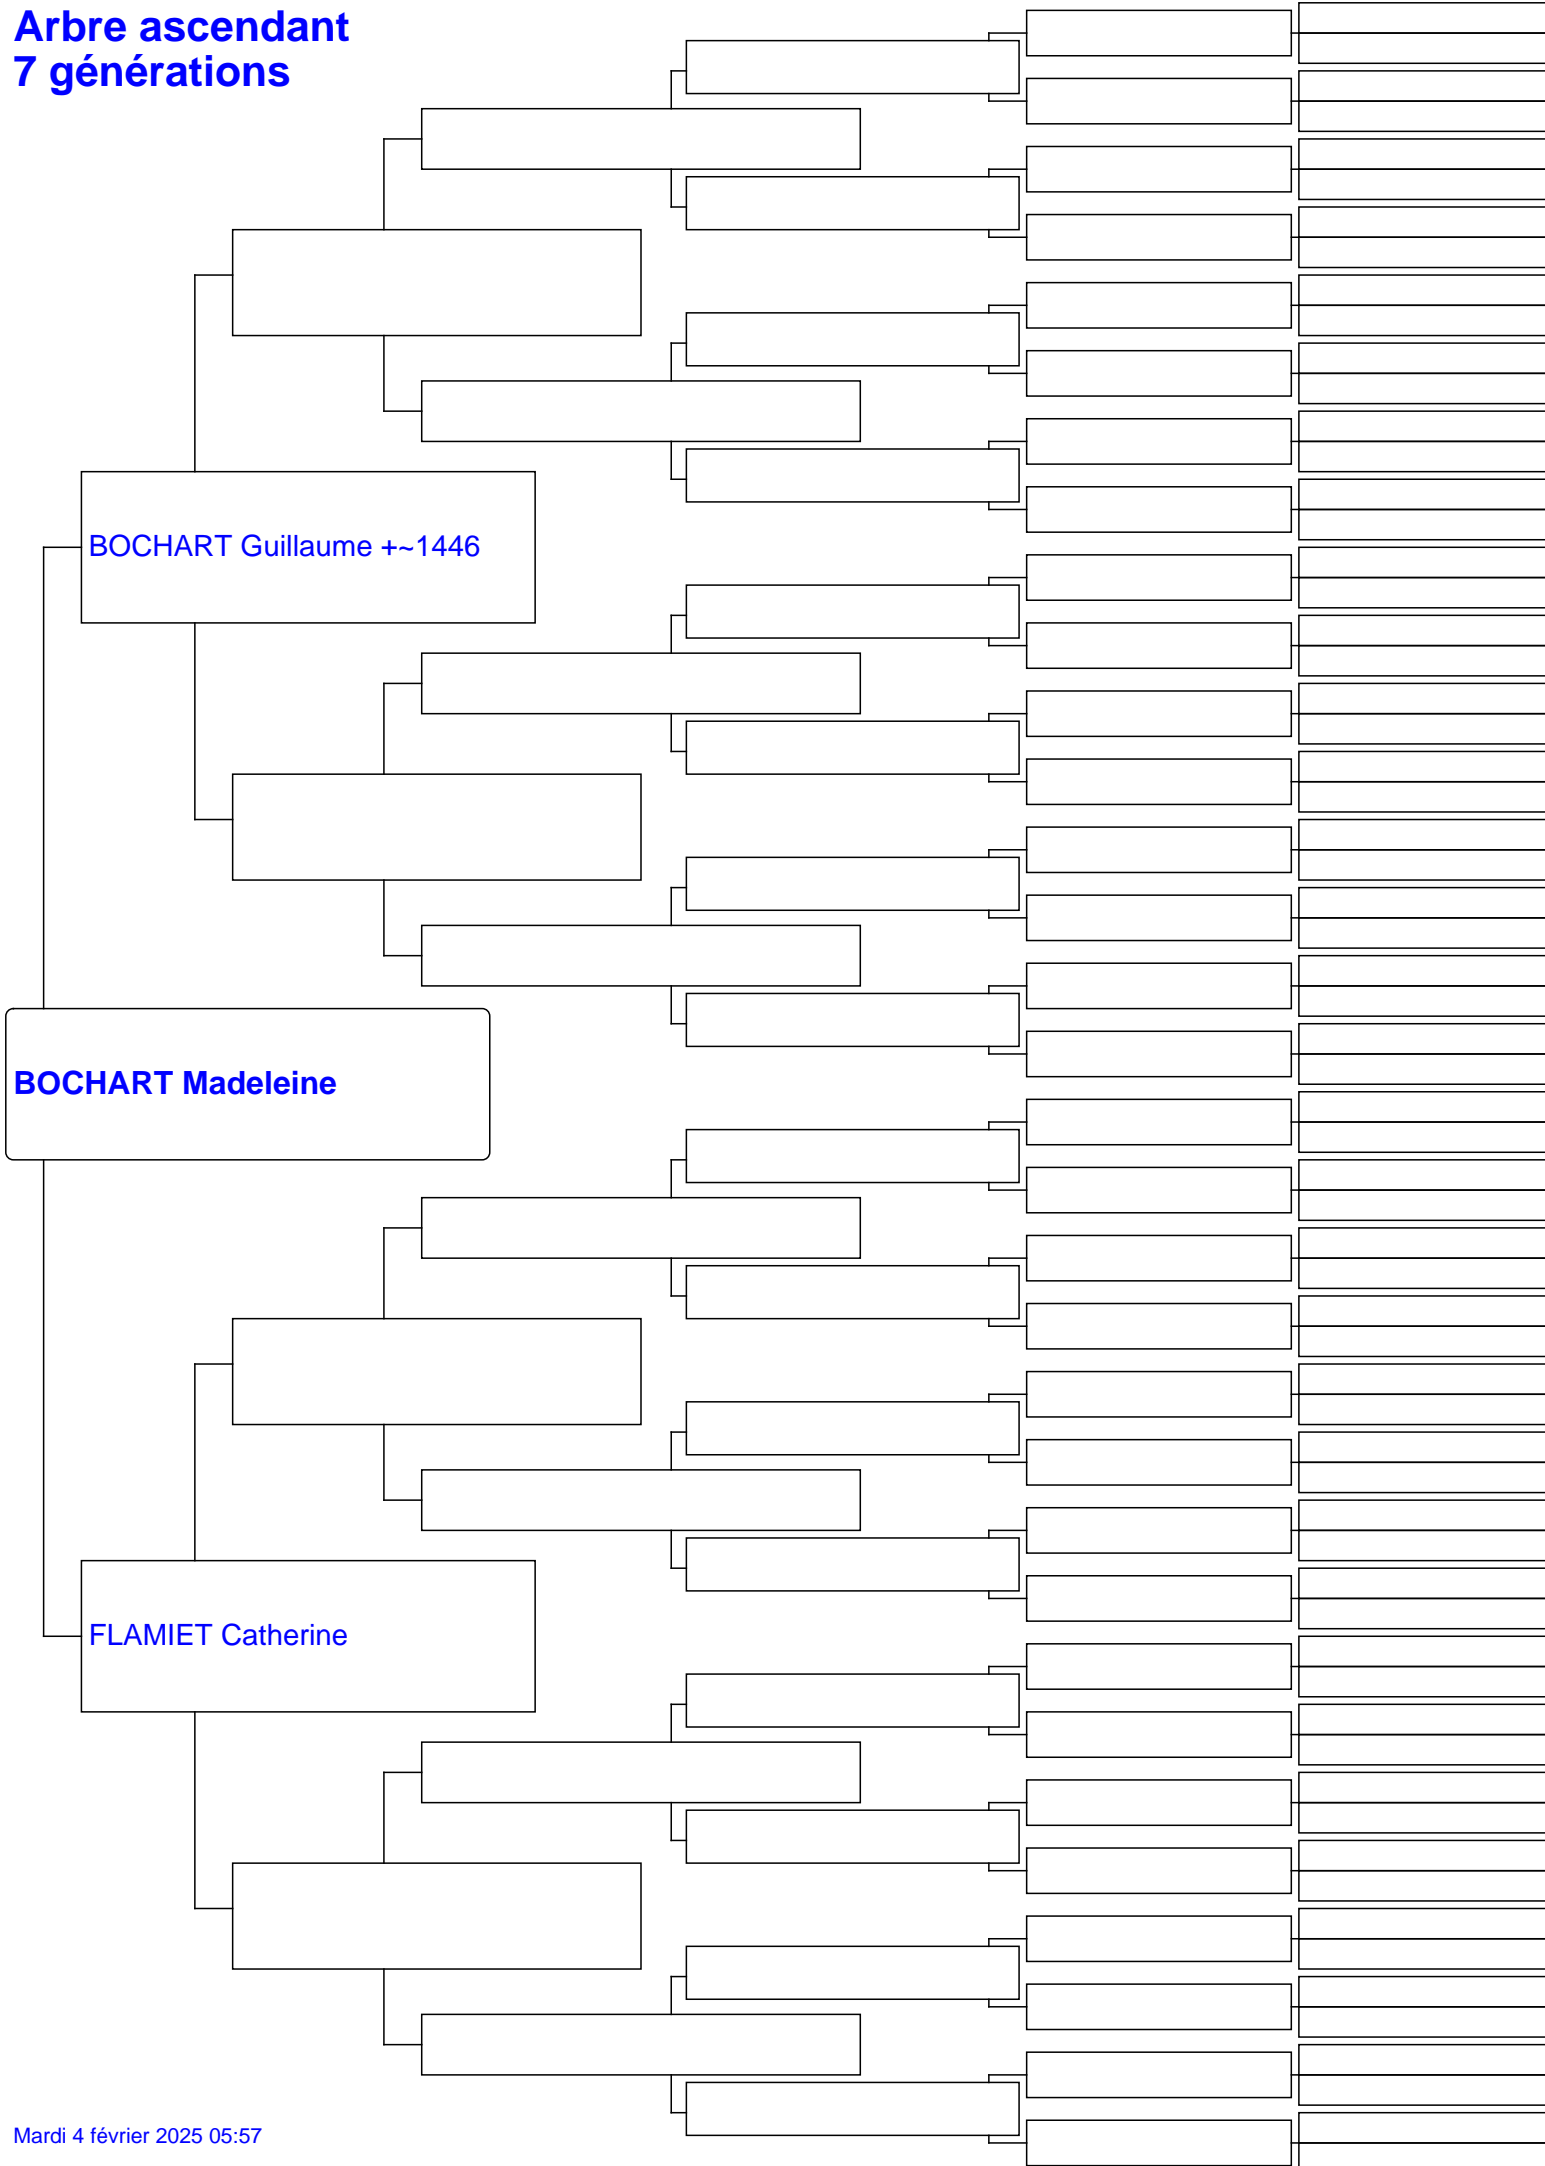 Arbre ascendant
7 générations
BOCHART Guillaume +~1446
BOCHART Madeleine
FLAMIET Catherine
Mardi 4 février 2025 05:57